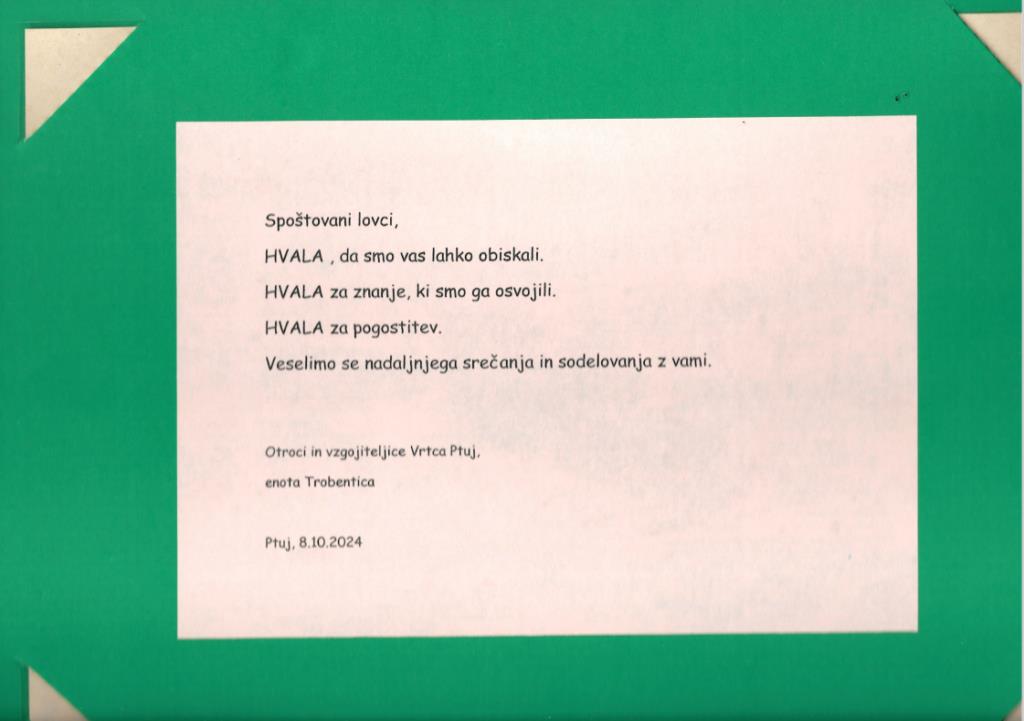 Spoštovani lovci,
HVALA , da smo vas lahko obiskali.
HVALA za znanje, ki smo ga osvojili.
HVALA za pogostitev.
Veselimo se nadaljnjega srečanja in sodelovanja z vami.
Otroci in vzgojiteljice Vrtca Ptuj,
enota Trobentica
Ptuj, 8.10.2024